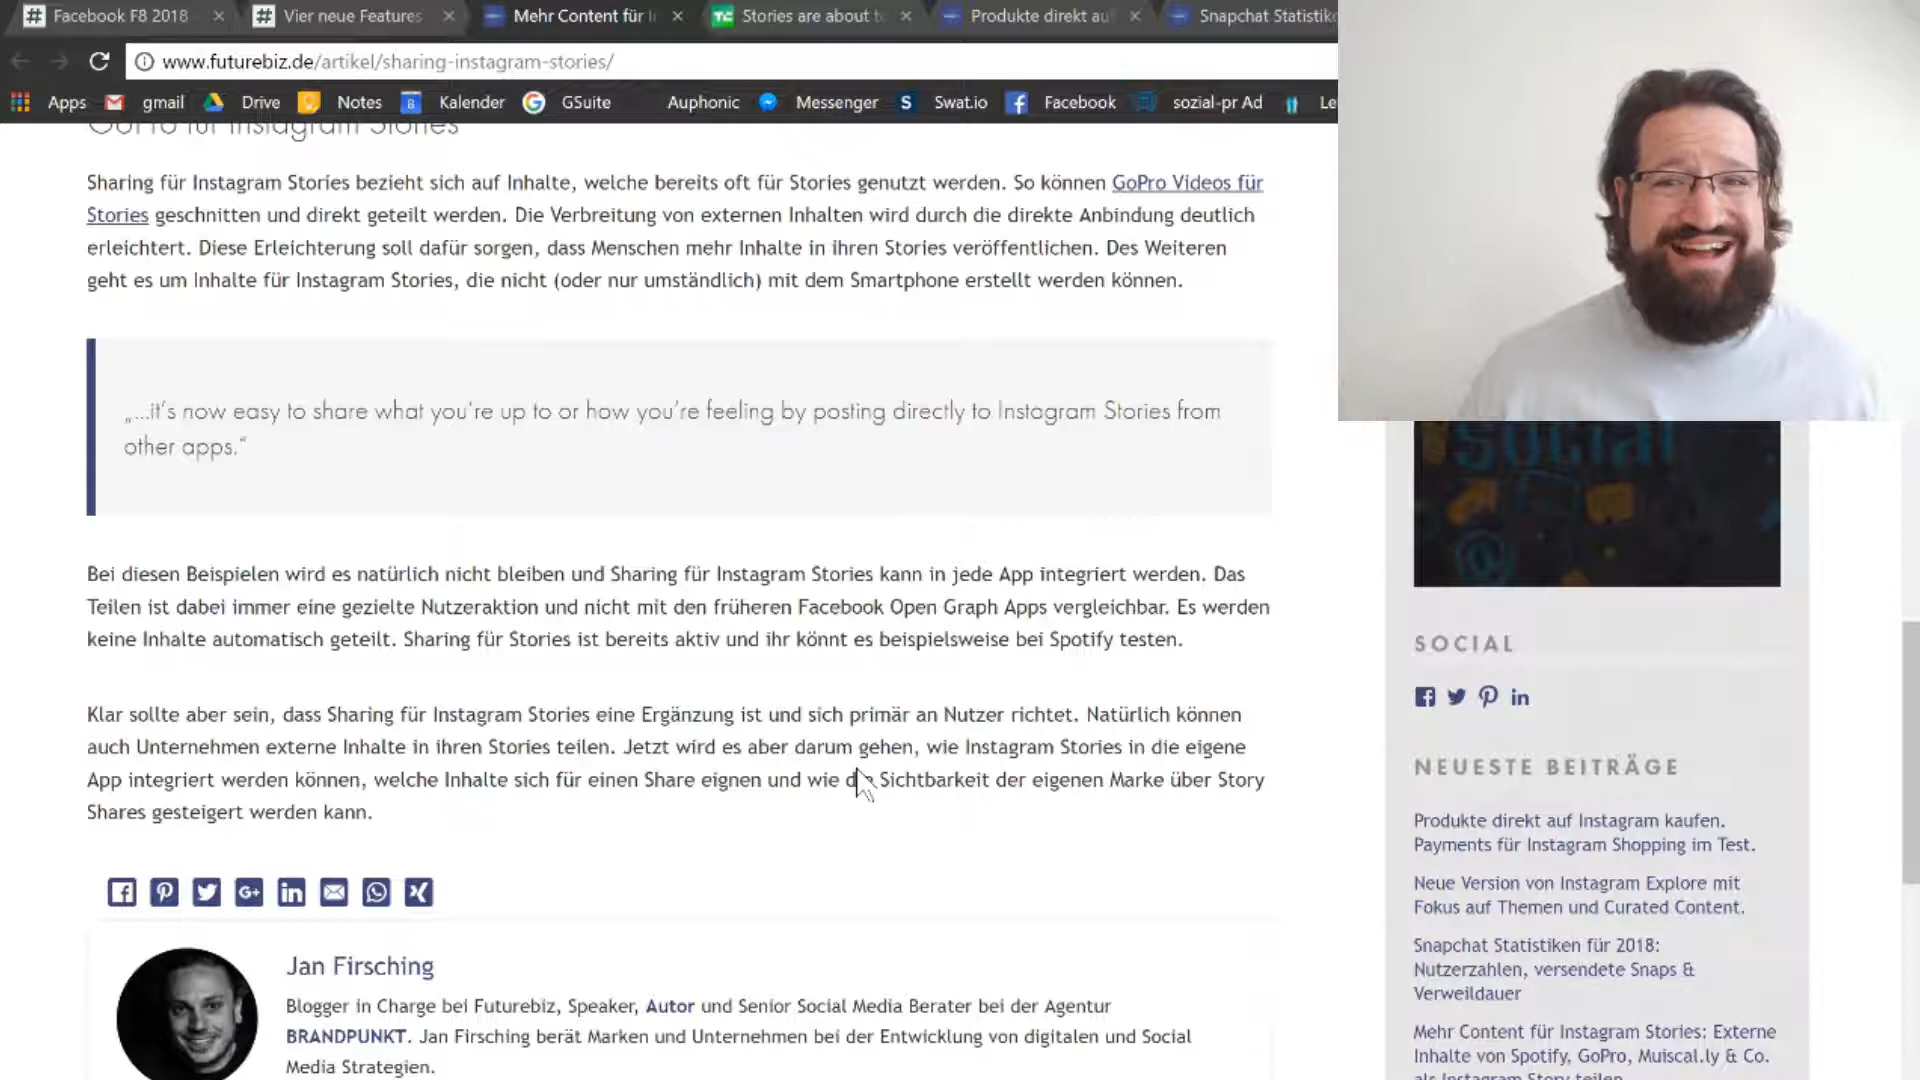 Facebook F8 2018
Vier neue Features
Mehr Content für I
Stories are about t
Produkte direkt au
Snapchat Statistik
www.futurebiz.de/artikel/sharing-instagram-stories/
Apps
gmail
Drive
Notes
Kalender
GSuite
Auphonic
Messenger
Swat.io
Facebook
sozial-pr Ad
Le
GoPro für Instagram Stories
Sharing für Instagram Stories bezieht sich auf Inhalte, welche bereits oft für Stories genutzt werden. So können GoPro Videos für
Stories geschnitten und direkt geteilt werden. Die Verbreitung von externen Inhalten wird durch die direkte Anbindung deutlich
erleichtert. Diese Erleichterung soll dafür sorgen, dass Menschen mehr Inhalte in ihren Stories veröffentlichen. Des Weiteren
geht es um Inhalte für Instagram Stories, die nicht (oder nur umständlich) mit dem Smartphone erstellt werden können.
„...it's now easy to share what you're up to or how you're feeling by posting directly to Instagram Stories from
other apps.“
Bei diesen Beispielen wird es natürlich nicht bleiben und Sharing für Instagram Stories kann in jede App integriert werden. Das
Teilen ist dabei immer eine gezielte Nutzeraktion und nicht mit den früheren Facebook Open Graph Apps vergleichbar. Es werden
keine Inhalte automatisch geteilt. Sharing für Stories ist bereits aktiv und ihr könnt es beispielsweise bei Spotify testen.
Klar sollte aber sein, dass Sharing für Instagram Stories eine Ergänzung ist und sich primär an Nutzer richtet. Natürlich können
auch Unternehmen externe Inhalte in ihren Stories teilen. Jetzt wird es aber darum gehen, wie Instagram Stories in die eigene
App integriert werden können, welche Inhalte sich für einen Share eignen und wie die Sichtbarkeit der eigenen Marke über Story
Shares gesteigert werden kann.
Jan Firsching
Blogger in Charge bei Futurebiz, Speaker, Autor und Senior Social Media Berater bei der Agentur
BRANDPUNKT. Jan Firsching berät Marken und Unternehmen bei der Entwicklung von digitalen und Social
Media Strategien.
social
SOCIAL
NEUESTE BEITRÄGE
Produkte direkt auf Instagram kaufen.
Payments für Instagram Shopping im Test.
Neue Version von Instagram Explore mit
Fokus auf Themen und Curated Content.
Snapchat Statistiken für 2018:
Nutzerzahlen, versendete Snaps &
Verweildauer
Mehr Content für Instagram Stories: Externe
Inhalte von Spotify, GoPro, Muiscal.ly & Co.
als Instagram Story teilen